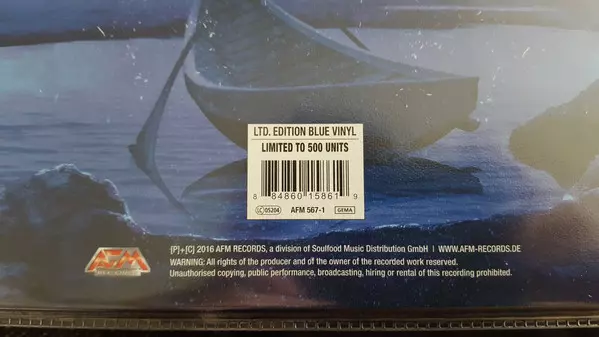 LTD. EDITION BLUE VINYL
LIMITED TO 500 UNITS
8 84860 15861 9
LC 05204 AFM 567-1 GEMA
AFM
[P]+[C] 2016 AFM RECORDS, a division of Soulfood Music Distribution GmbH | WWW.AFM-RECORDS.DE
WARNING: All rights of the producer and of the owner of the recorded work reserved.
Unauthorised copying, public performance, broadcasting, hiring or rental of this recording prohibited.